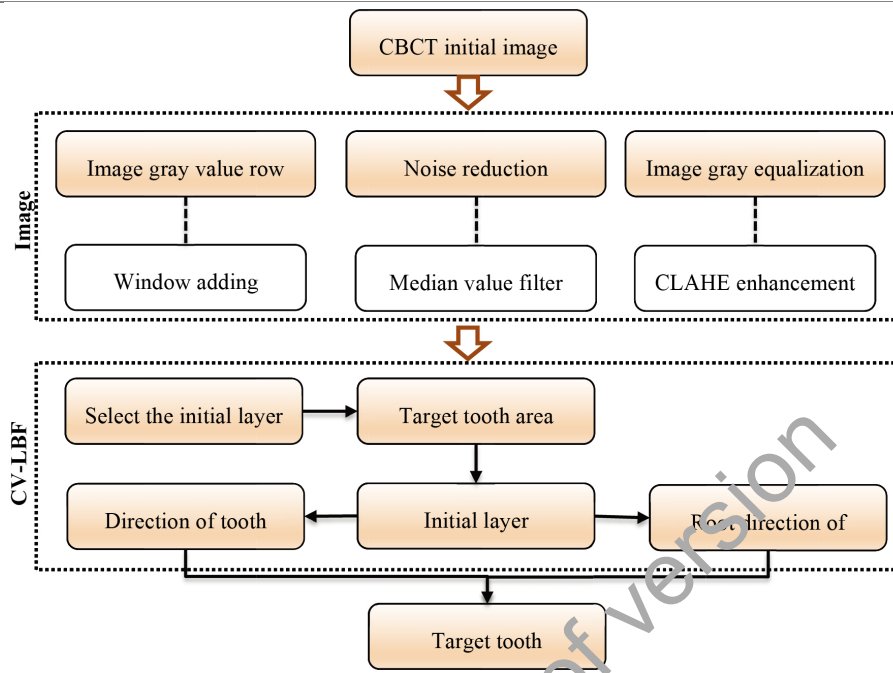 CBCT initial image
Image
Image gray value row
Noise reduction
Image gray equalization
Window adding
Median value filter
CLAHE enhancement
CV-LBF
Select the initial layer
Target tooth area
Direction of tooth
Initial layer
Root direction of
Target tooth
of version